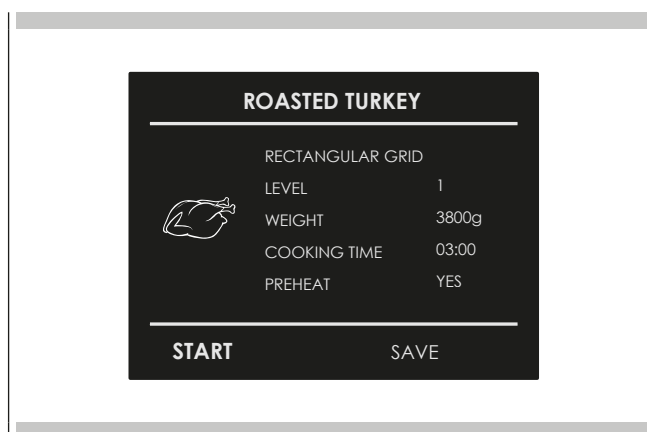 ROASTED TURKEY
RECTANGULAR GRID
LEVEL 1
WEIGHT 3800g
COOKING TIME 03:00
PREHEAT YES
START SAVE